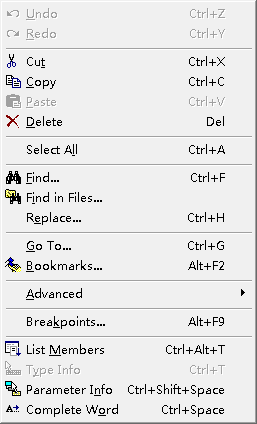 Undo Ctrl+Z
Redo Ctrl+Y
Cut Ctrl+X
Copy Ctrl+C
Paste Ctrl+V
Delete Del
Select All Ctrl+A
Find... Ctrl+F
Find in Files...
Replace... Ctrl+H
Go To... Ctrl+G
Bookmarks... Alt+F2
Advanced
Breakpoints... Alt+F9
List Members Ctrl+Alt+T
Type Info Ctrl+T
Parameter Info Ctrl+Shift+Space
Complete Word Ctrl+Space